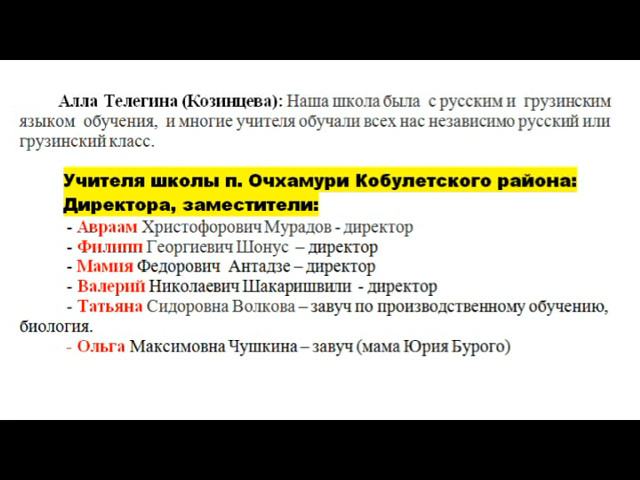 Алла Телегина (Козинцева): Наша школа была с русским и грузинским
языком обучения, и многие учителя обучали всех нас независимо русский или
грузинский класс.
Учителя школы п. Очхамури Кобулетского района:
Директора, заместители:
- Авраам Христофорович Мурадов - директор
- Филипп Георгиевич Шонус – директор
- Мамия Федорович Антадзе – директор
- Валерий Николаевич Шакаришвили - директор
- Татьяна Сидоровна Волкова – завуч по производственному обучению,
биология.
- Ольга Максимовна Чушкина – завуч (мама Юрия Бурого)